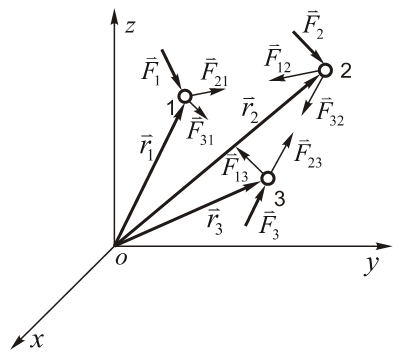 z
F⃗₂
F⃗₁
F⃗₂₁
F⃗₁₂
2
1
r⃗₂
F⃗₃₂
F⃗₃₁
r⃗₁
F⃗₁₃
F⃗₂₃
3
r⃗₃
F⃗₃
o
y
x